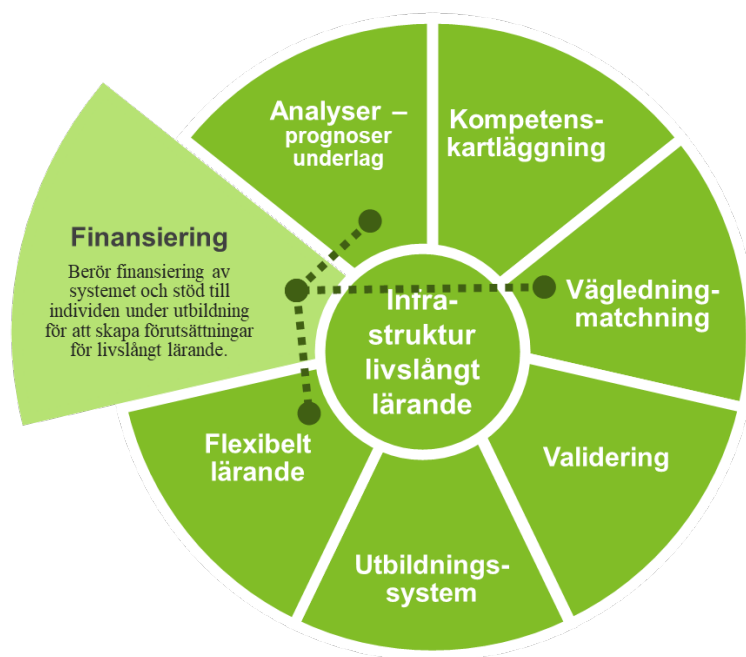 Analyser –
prognoser
underlag
Kompetens-
kartläggning
Finansiering
Berör finansiering av
systemet och stöd till
individen under utbildning
för att skapa förutsättningar
för livslångt lärande.
Vägledning-
matchning
Infra-
struktur
livslångt
lärande
Flexibelt
lärande
Validering
Utbildnings-
system